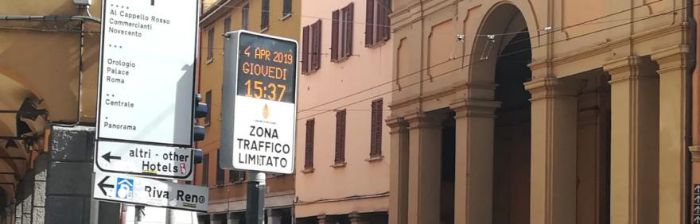 Al Cappello Rosso
Commercianti
Novecento
Orologio
Palace
Roma
Centrale
Panorama
altri - other
Hotels
Riva Reno
4 APR 2019
GIOVEDI
15:37
ZONA
TRAFFICO
LIMITATO